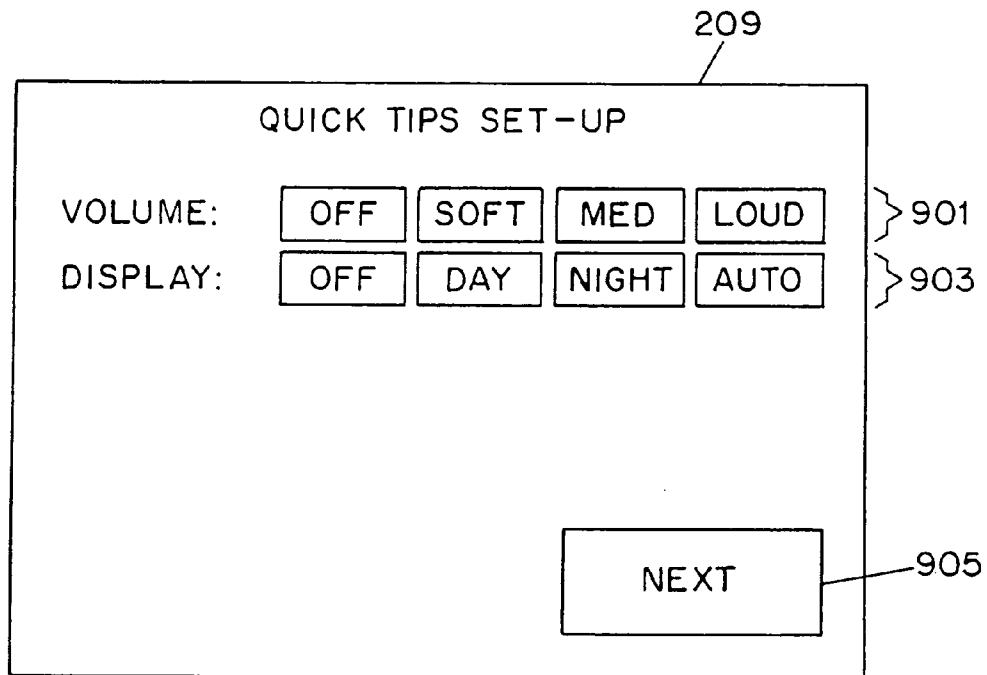 209
QUICK TIPS SET-UP
VOLUME: OFF SOFT MED LOUD 901
DISPLAY: OFF DAY NIGHT AUTO 903
NEXT 905